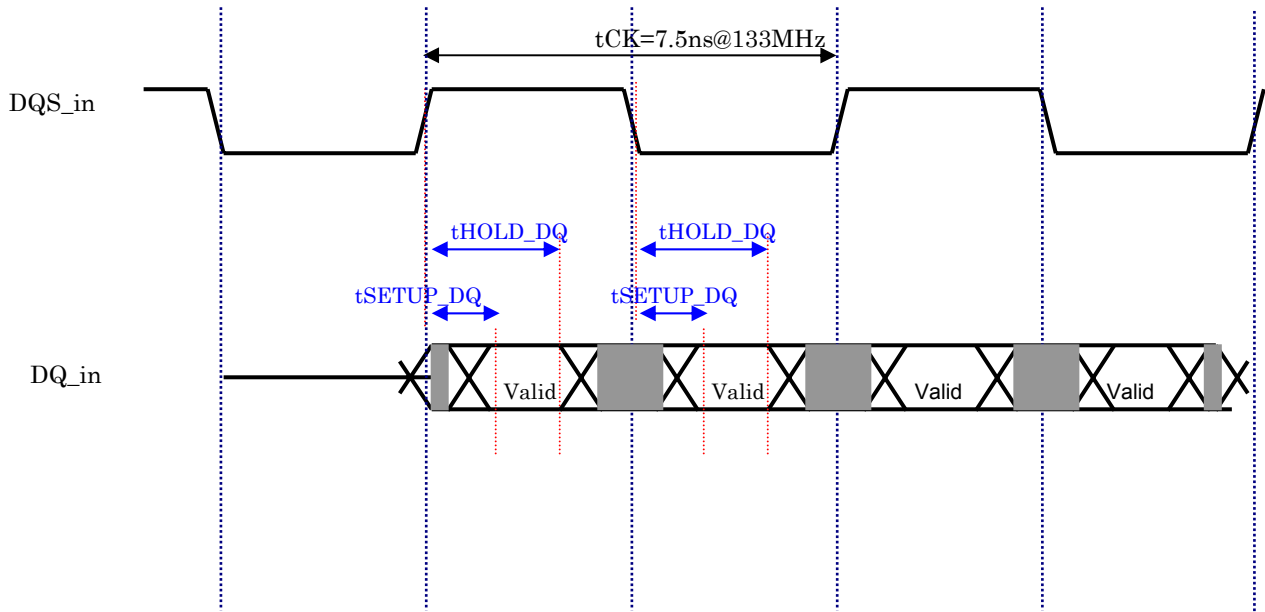 tCK=7.5ns@133MHz
DQS_in
tHOLD_DQ tHOLD_DQ
tSETUP_DQ tSETUP_DQ
DQ_in
Valid Valid Valid Valid